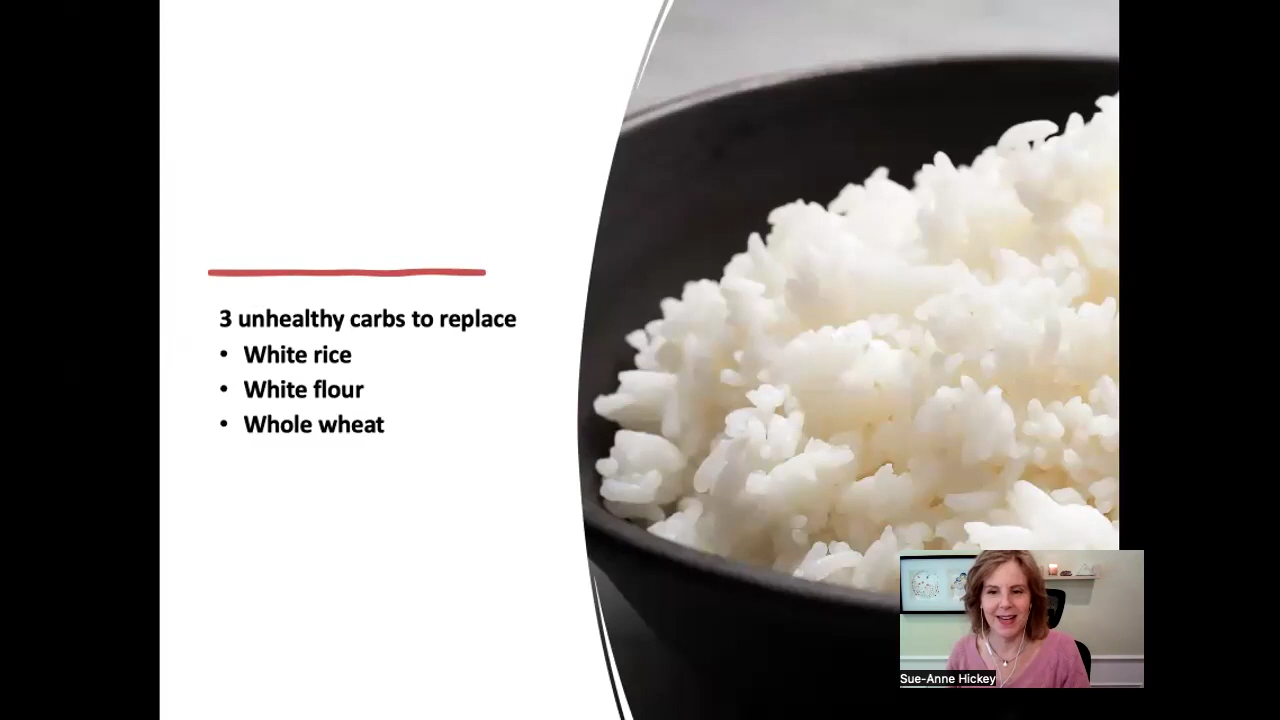 3 unhealthy carbs to replace
• White rice
• White flour
• Whole wheat
Sue-Anne Hickey